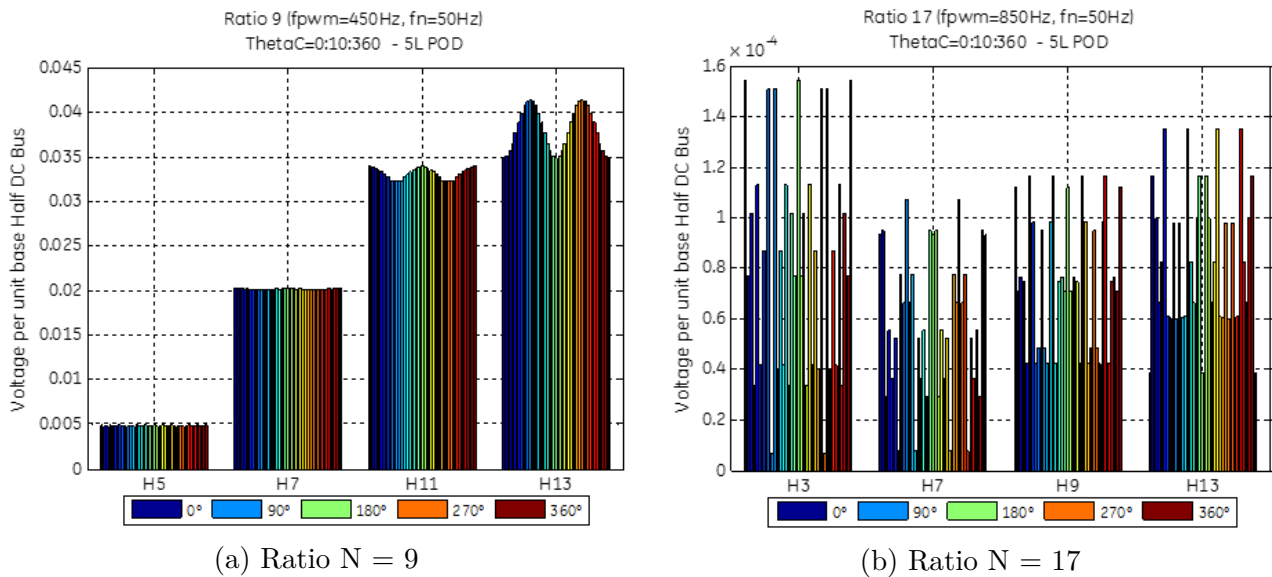 Ratio 9 (fpwm=450Hz, fn=50Hz)
ThetaC=0:10:360 - 5L POD
Voltage per unit base Half DC Bus
0.045
0.04
0.035
0.03
0.025
0.02
0.015
0.01
0.005
0
H5 H7 H11 H13
0° 90° 180° 270° 360°
(a) Ratio N = 9
Ratio 17 (fpwm=850Hz, fn=50Hz)
ThetaC=0:10:360 - 5L POD
× 10⁻⁴
Voltage per unit base Half DC Bus
1.6
1.4
1.2
1
0.8
0.6
0.4
0.2
0
H3 H7 H9 H13
0° 90° 180° 270° 360°
(b) Ratio N = 17